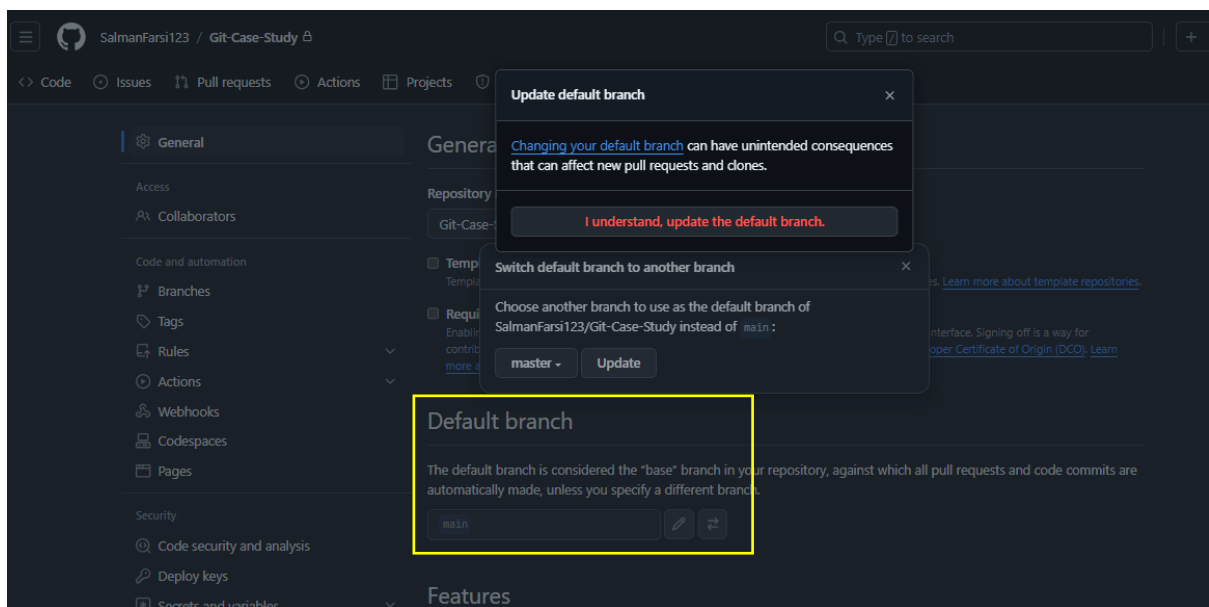 SalmanFarsi123 / Git-Case-Study
Type / to search
Code
Issues
Pull requests
Actions
Projects
Update default branch
Changing your default branch can have unintended consequences
that can affect new pull requests and clones.
I understand, update the default branch.
Switch default branch to another branch
Choose another branch to use as the default branch of
SalmanFarsi123/Git-Case-Study instead of main:
master
Update
General
Access
Collaborators
Code and automation
Branches
Tags
Rules
Actions
Webhooks
Codespaces
Pages
Security
Code security and analysis
Deploy keys
Secrets and variables
Genera
Repository
Git-Case-
Temp
Templa
es. Learn more about template repositories.
Requi
Enablin
nterface. Signing off is a way for
contrib
oper Certificate of Origin (DCO). Learn
more a
Default branch
The default branch is considered the "base" branch in your repository, against which all pull requests and code commits are
automatically made, unless you specify a different branch.
main
Features